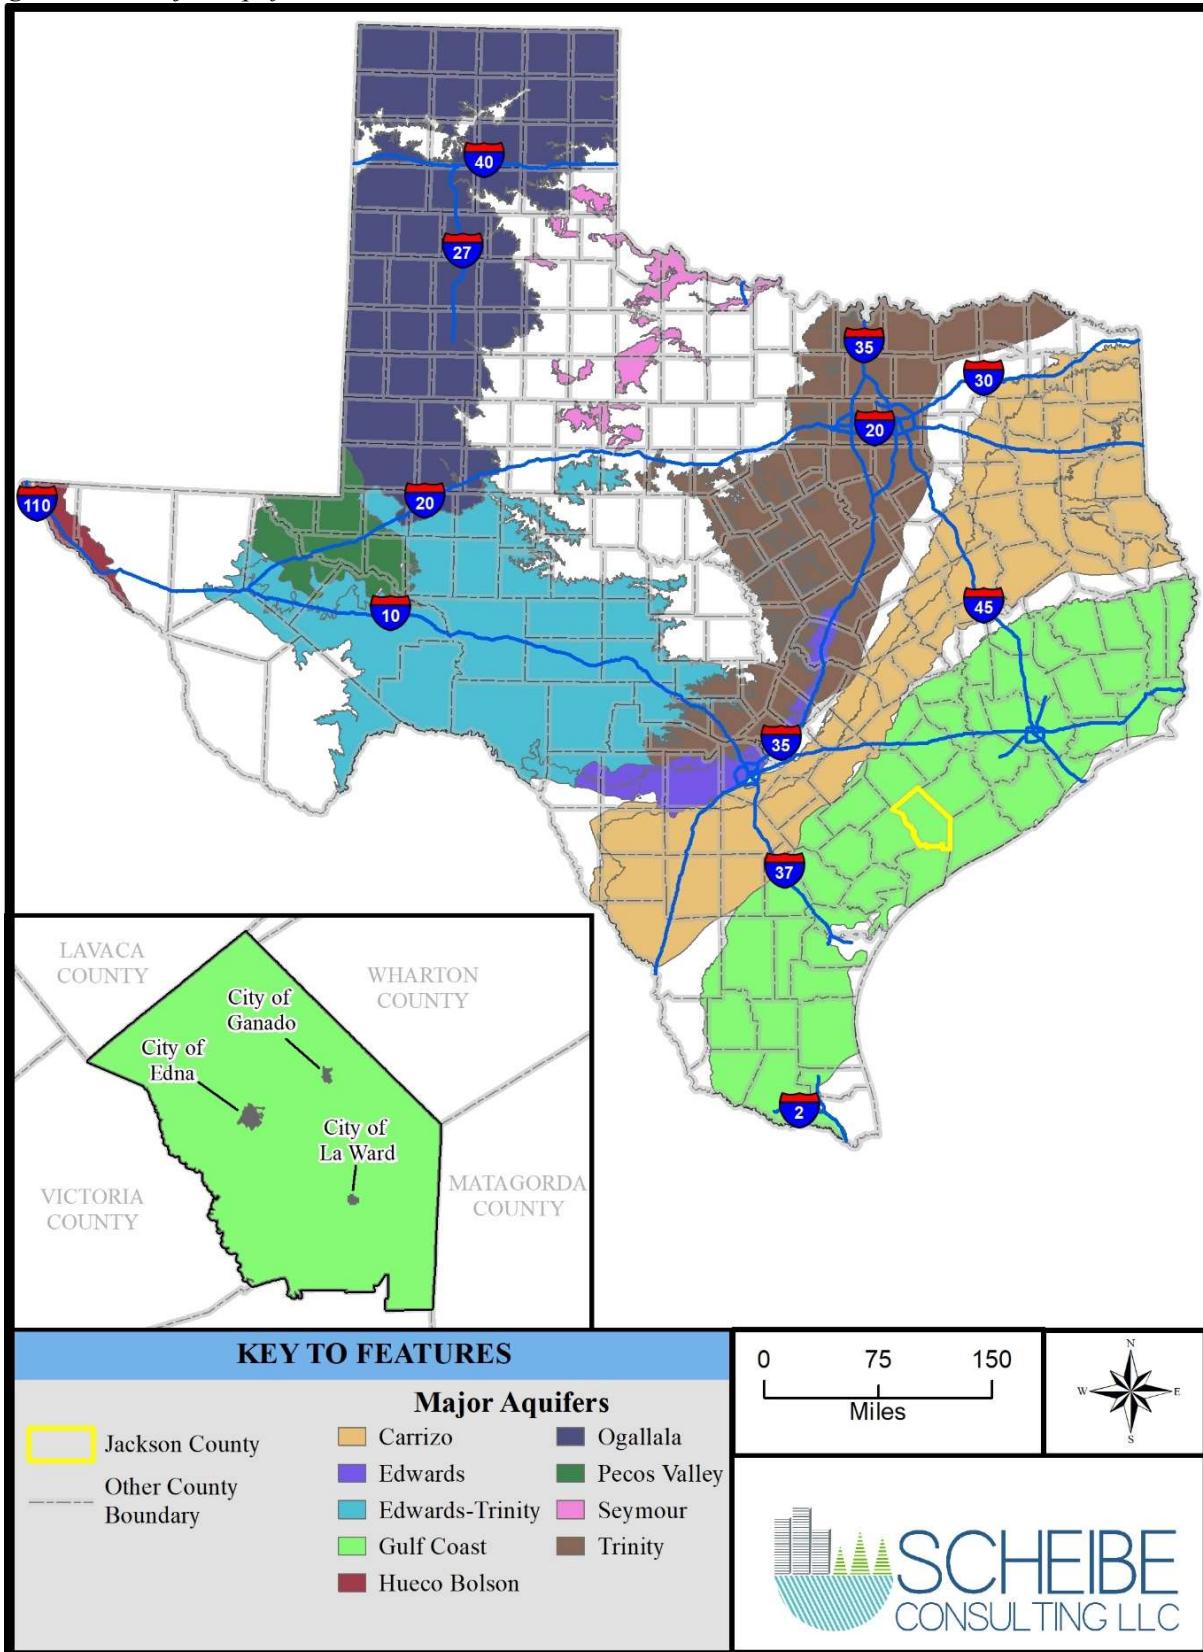 40
27
35
30
20
20
110
10
45
35
37
2
LAVACA
COUNTY
WHARTON
COUNTY
City of
Ganado
City of
Edna
City of
La Ward
VICTORIA
COUNTY
MATAGORDA
COUNTY
KEY TO FEATURES
Major Aquifers
Jackson County
Other County
Boundary
Carrizo
Edwards
Edwards-Trinity
Gulf Coast
Hueco Bolson
Ogallala
Pecos Valley
Seymour
Trinity
0 75 150
Miles
N
W E
S
SCHEIBE
CONSULTING LLC